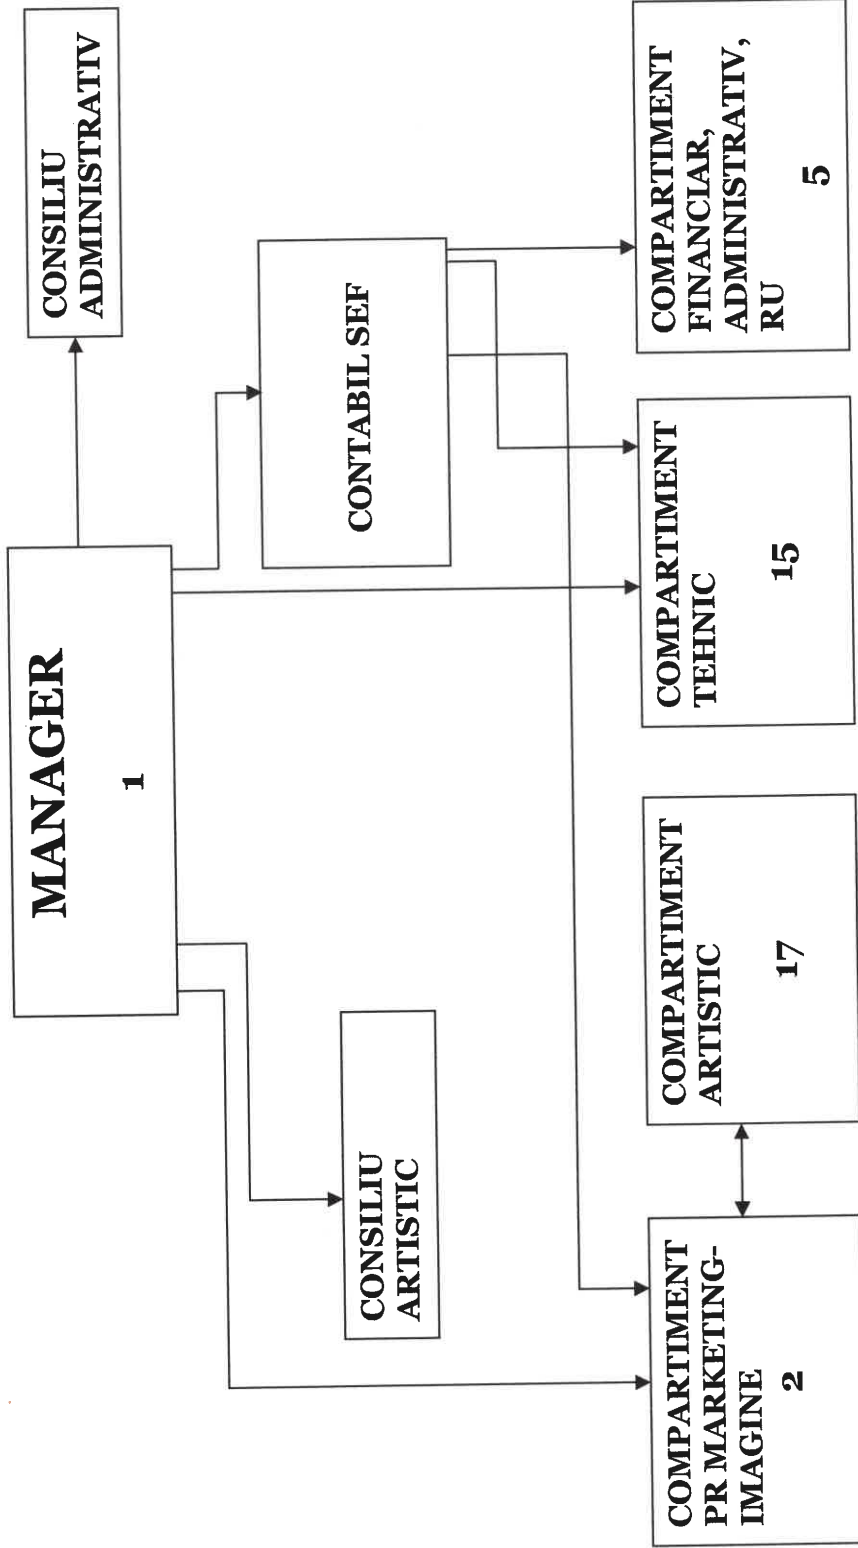 CONSILIU
ADMINISTRATIV
MANAGER
1
CONTABIL SEF
CONSILIU
ARTISTIC
COMPARTIMENT
PR MARKETING-
IMAGINE
2
COMPARTIMENT
ARTISTIC
17
COMPARTIMENT
TEHNIC
15
COMPARTIMENT
FINANCIAR,
ADMINISTRATIV,
RU
5